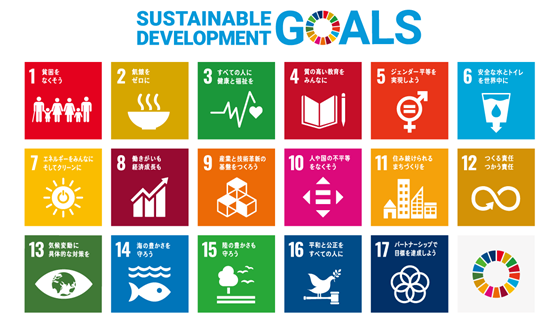 SUSTAINABLE
DEVELOPMENT
GOALS
1 貧困を
なくそう
2 飢餓を
ゼロに
3 すべての人に
健康と福祉を
4 質の高い教育を
みんなに
5 ジェンダー平等を
実現しよう
6 安全な水とトイレ
を世界中に
7 エネルギーをみんなに
そしてクリーンに
8 働きがいも
経済成長も
9 産業と技術革新の
基盤をつくろう
10 人や国の不平等
をなくそう
11 住み続けられる
まちづくりを
12 つくる責任
つかう責任
13 気候変動に
具体的な対策を
14 海の豊かさを
守ろう
15 陸の豊かさも
守ろう
16 平和と公正を
すべての人に
17 パートナーシップで
目標を達成しよう